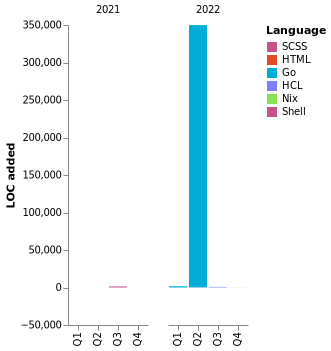 2021 2022
Language
SCSS
HTML
Go
HCL
Nix
Shell
LOC added
350,000
300,000
250,000
200,000
150,000
100,000
50,000
0
−50,000
Q1 Q2 Q3 Q4 Q1 Q2 Q3 Q4